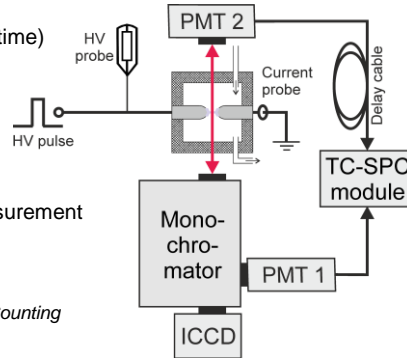 time)
HV
probe
PMT 2
Current
probe
Delay cable
HV pulse
TC-SPC
module
surement
Mono-
chro-
mator
PMT 1
ounting
ICCD